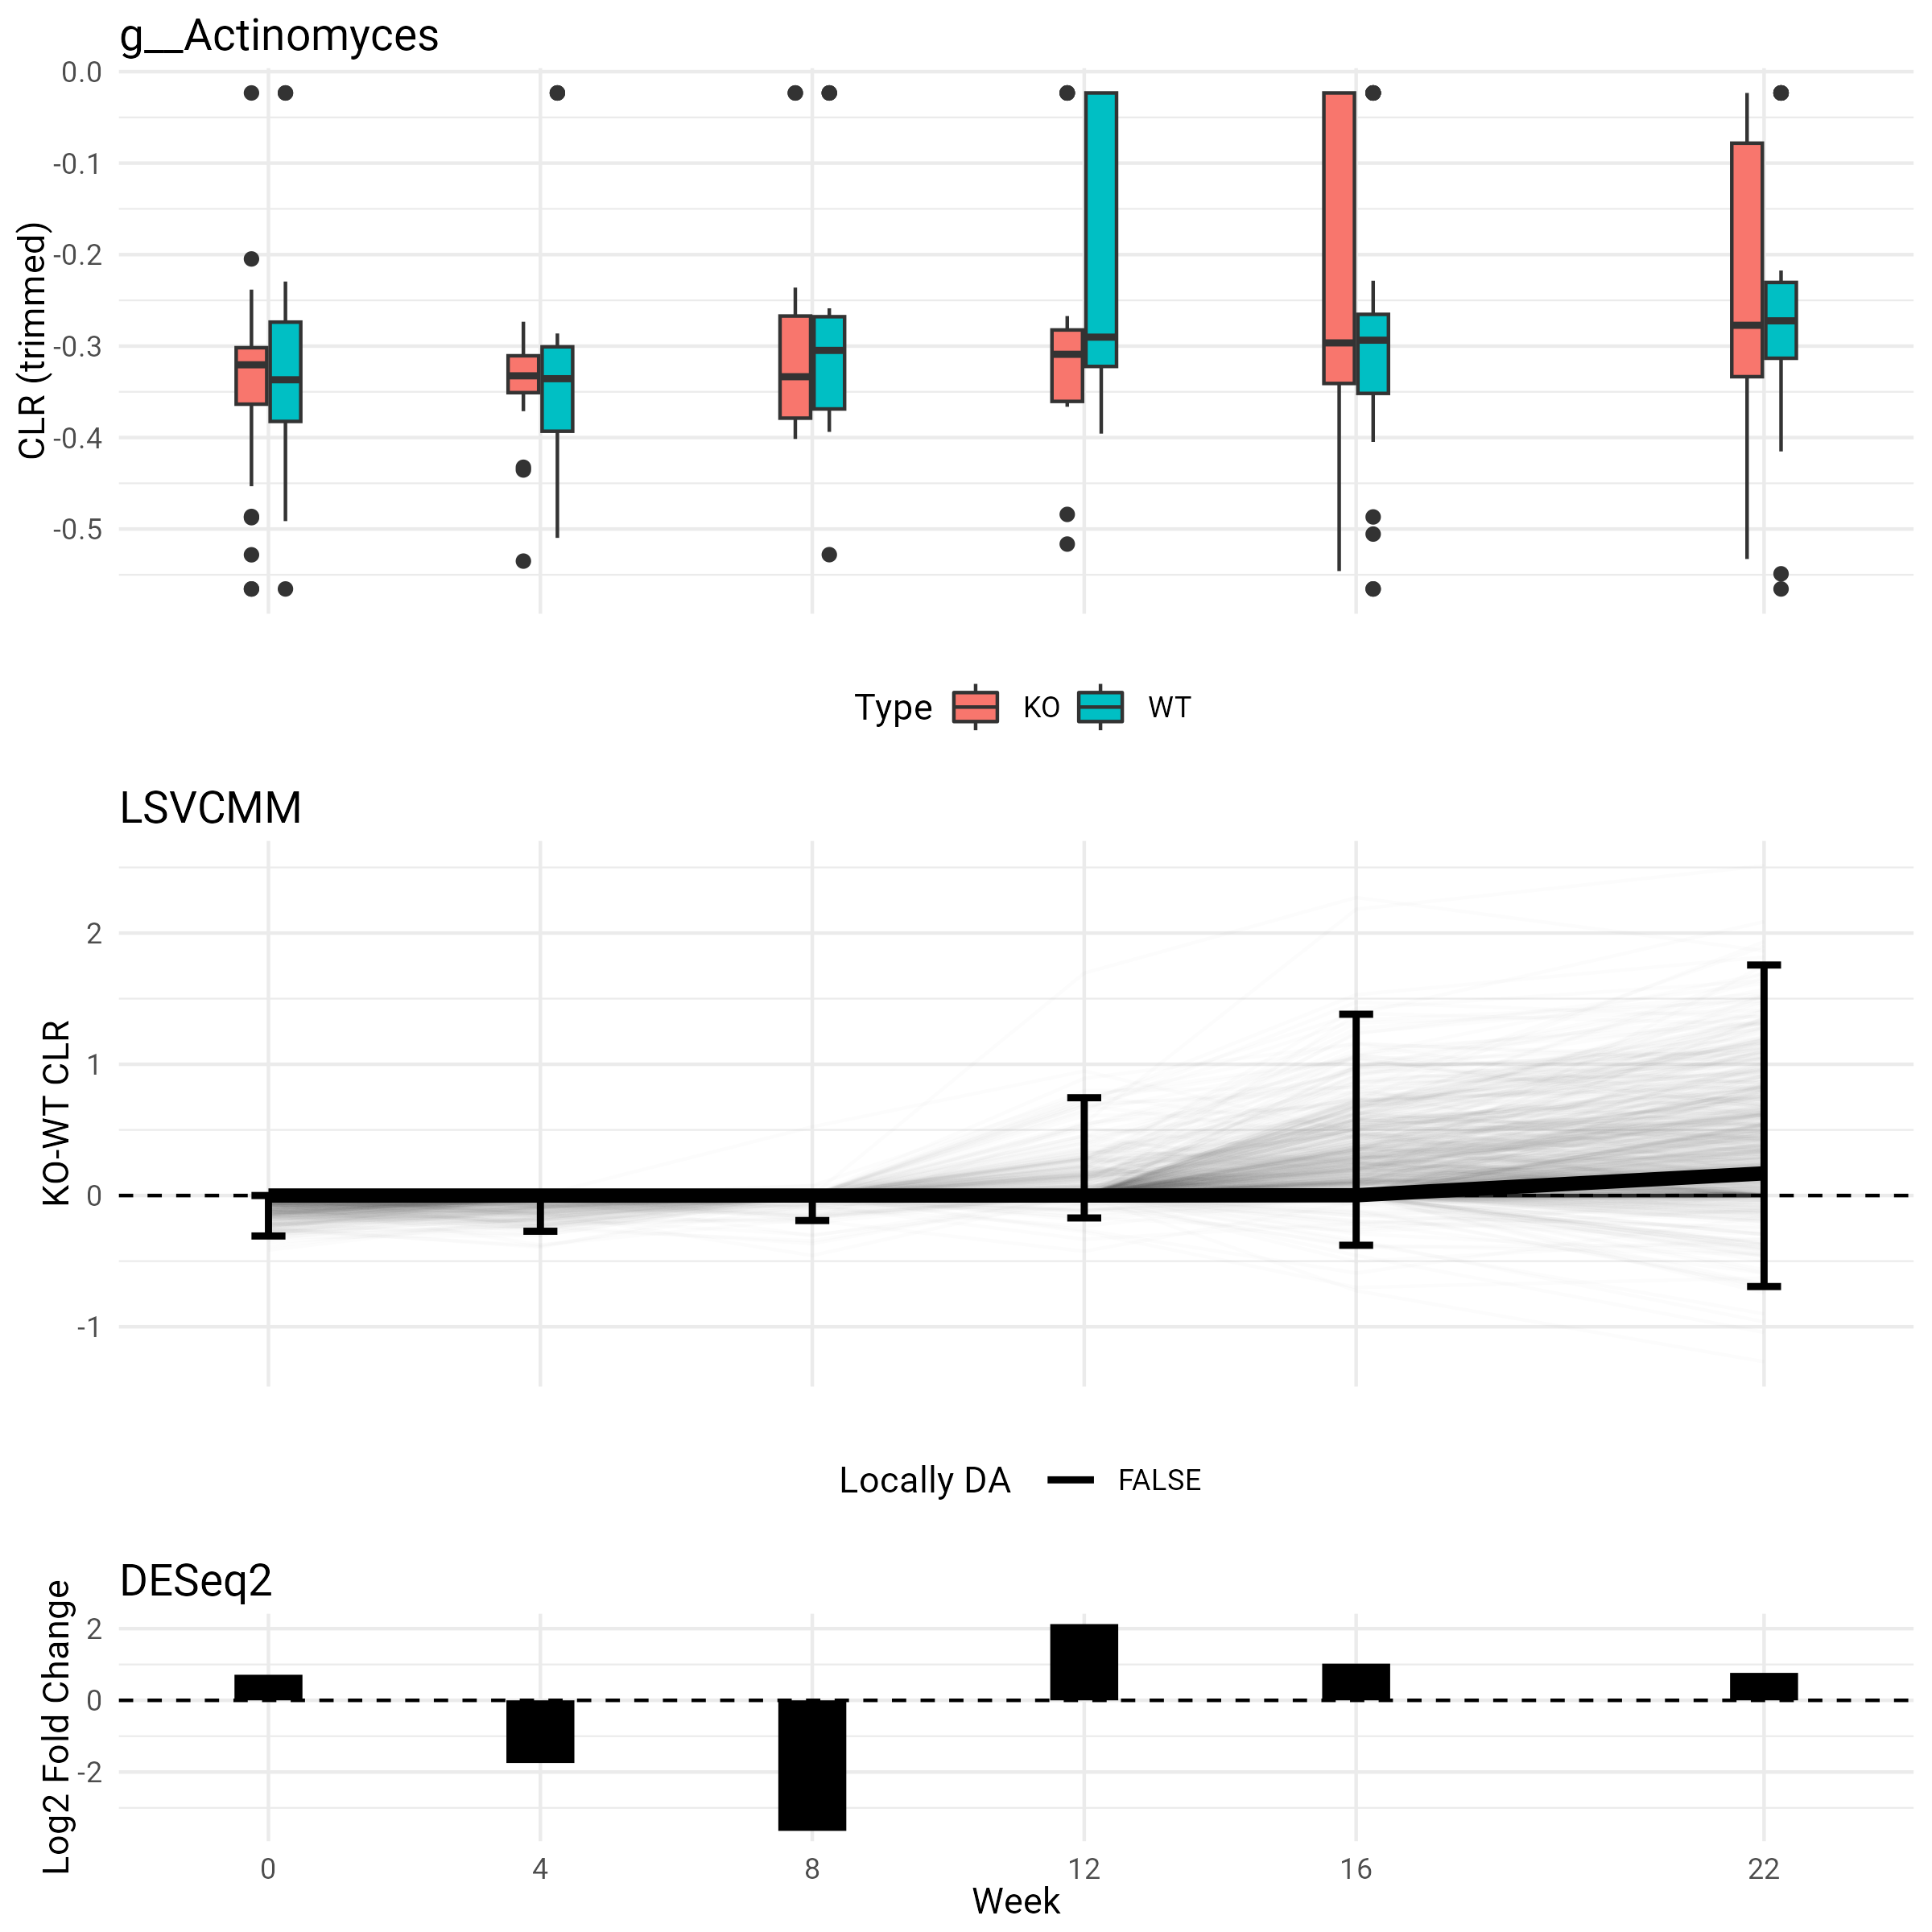 g__Actinomyces
CLR (trimmed)
0.0
-0.1
-0.2
-0.3
-0.4
-0.5
Type KO WT
LSVCMM
KO-WT CLR
2
1
0
-1
Locally DA FALSE
DESeq2
Log2 Fold Change
2
0
-2
0 4 8 12 16 22
Week